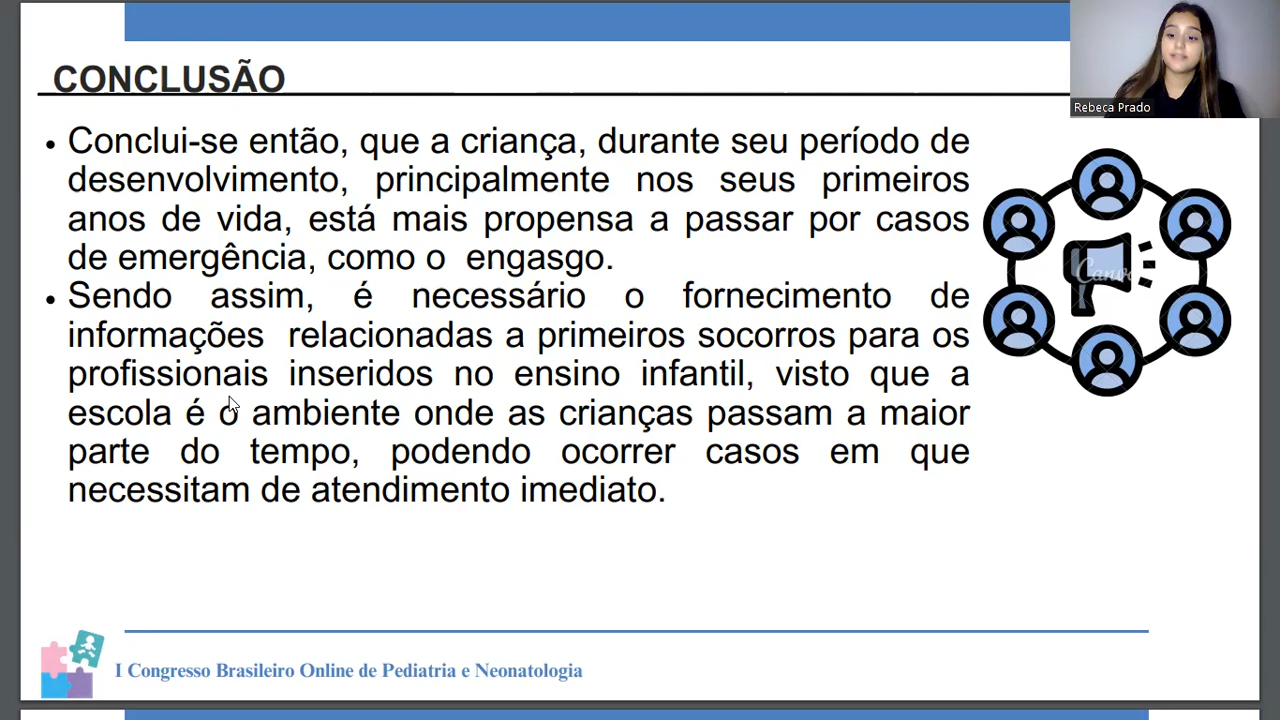 CONCLUSÃO
Rebeca Prado
• Conclui-se então, que a criança, durante seu período de
desenvolvimento, principalmente nos seus primeiros
anos de vida, está mais propensa a passar por casos
de emergência, como o  engasgo.
• Sendo assim, é necessário o fornecimento de
informações  relacionadas a primeiros socorros para os
profissionais inseridos no ensino infantil, visto que a
escola é o ambiente onde as crianças passam a maior
parte do tempo, podendo ocorrer casos em que
necessitam de atendimento imediato.
Canva
I Congresso Brasileiro Online de Pediatria e Neonatologia